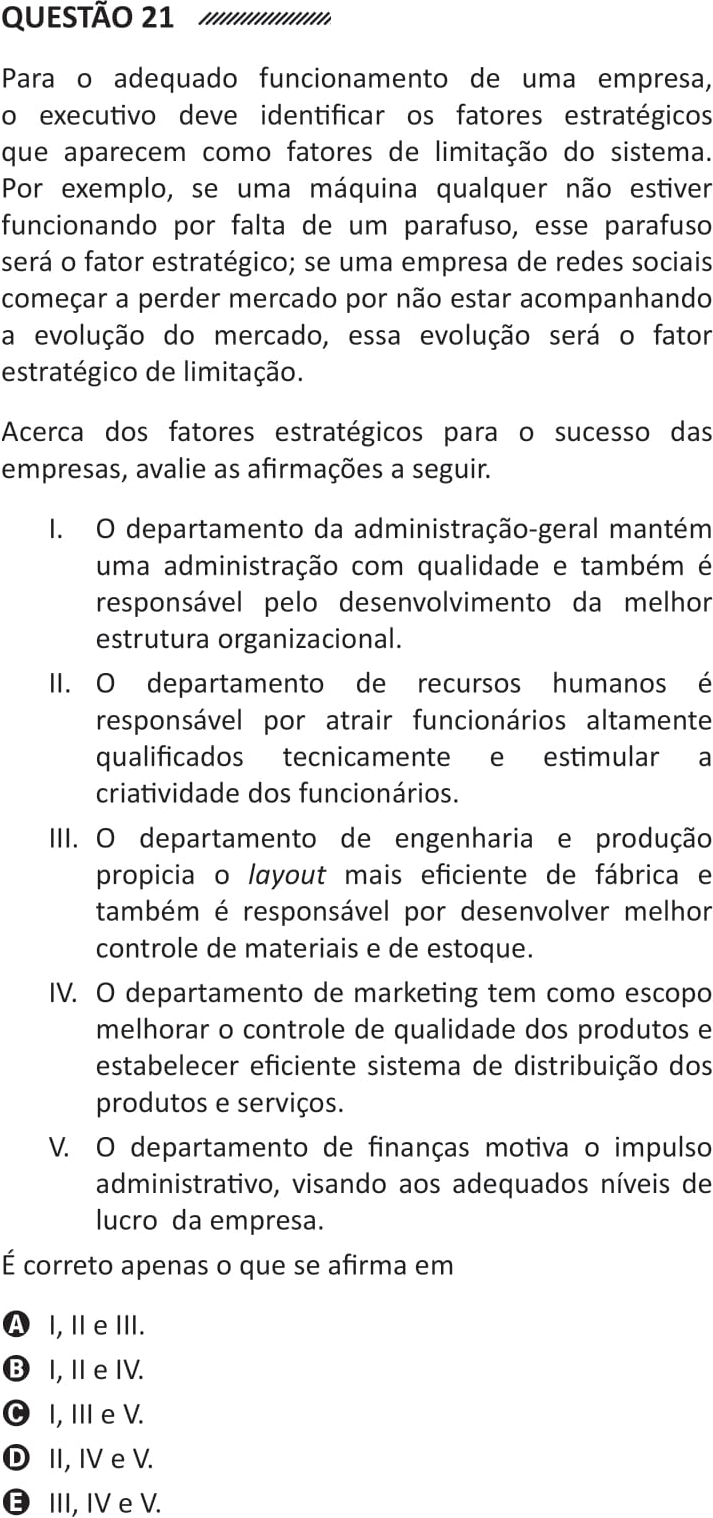 QUESTÃO 21
Para o adequado funcionamento de uma empresa,
o executivo deve identificar os fatores estratégicos
que aparecem como fatores de limitação do sistema.
Por exemplo, se uma máquina qualquer não estiver
funcionando por falta de um parafuso, esse parafuso
será o fator estratégico; se uma empresa de redes sociais
começar a perder mercado por não estar acompanhando
a evolução do mercado, essa evolução será o fator
estratégico de limitação.
Acerca dos fatores estratégicos para o sucesso das
empresas, avalie as afirmações a seguir.
I. O departamento da administração-geral mantém
uma administração com qualidade e também é
responsável pelo desenvolvimento da melhor
estrutura organizacional.
II. O departamento de recursos humanos é
responsável por atrair funcionários altamente
qualificados tecnicamente e estimular a
criatividade dos funcionários.
III. O departamento de engenharia e produção
propicia o layout mais eficiente de fábrica e
também é responsável por desenvolver melhor
controle de materiais e de estoque.
IV. O departamento de marketing tem como escopo
melhorar o controle de qualidade dos produtos e
estabelecer eficiente sistema de distribuição dos
produtos e serviços.
V. O departamento de finanças motiva o impulso
administrativo, visando aos adequados níveis de
lucro da empresa.
É correto apenas o que se afirma em
A I, II e III.
B I, II e IV.
C I, III e V.
D II, IV e V.
E III, IV e V.